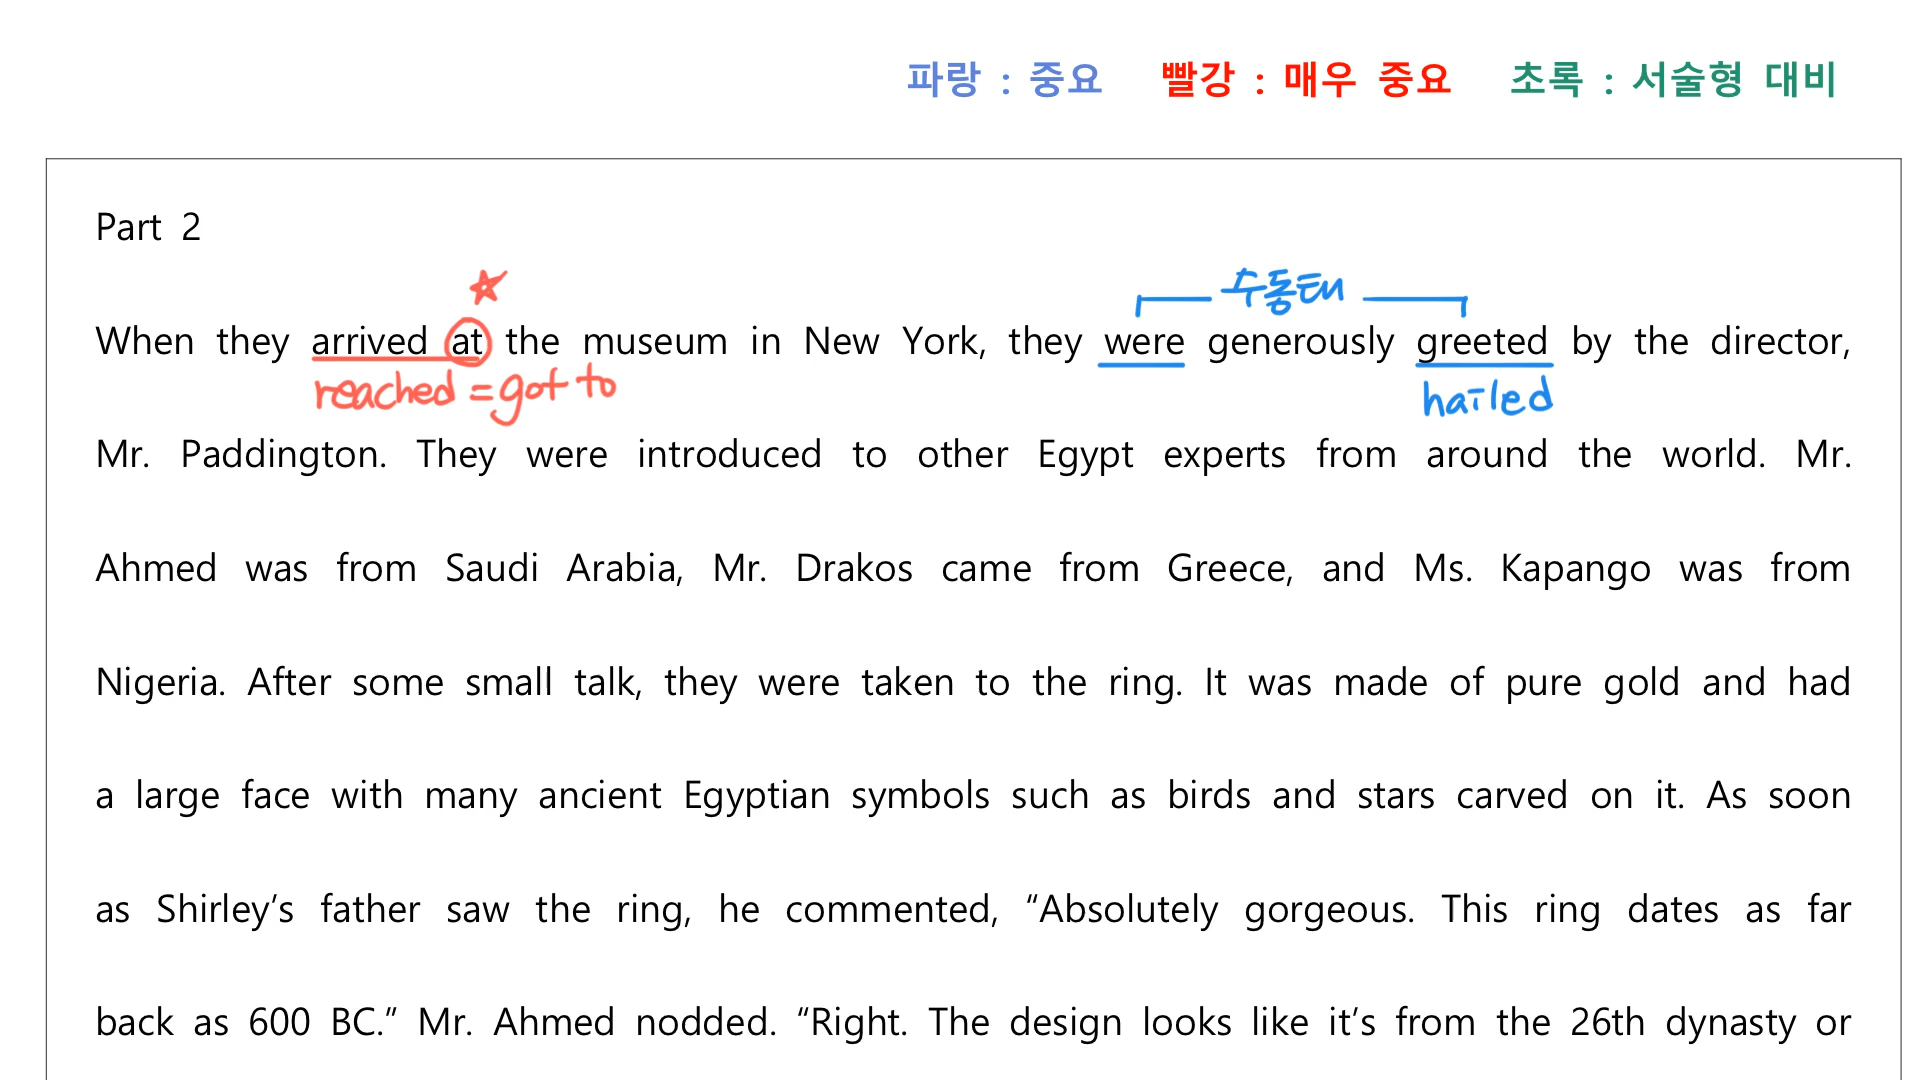 파랑 : 중요 빨강 : 매우 중요 초록 : 서술형 대비
Part 2
수동태
When they arrived at the museum in New York, they were generously greeted by the director,
reached = got to hailed
Mr. Paddington. They were introduced to other Egypt experts from around the world. Mr.
Ahmed was from Saudi Arabia, Mr. Drakos came from Greece, and Ms. Kapango was from
Nigeria. After some small talk, they were taken to the ring. It was made of pure gold and had
a large face with many ancient Egyptian symbols such as birds and stars carved on it. As soon
as Shirley’s father saw the ring, he commented, “Absolutely gorgeous. This ring dates as far
back as 600 BC.” Mr. Ahmed nodded. “Right. The design looks like it’s from the 26th dynasty or